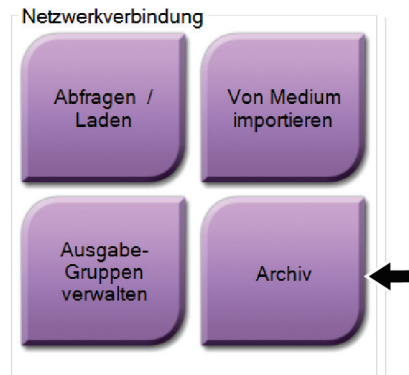 Netzwerkverbindung
Abfragen /
Laden
Von Medium
importieren
Ausgabe-
Gruppen
verwalten
Archiv